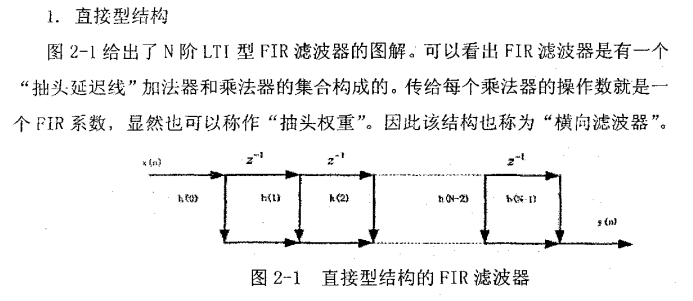 1. 直接型结构
图 2-1 给出了 N 阶 LTI 型 FIR 滤波器的图解。可以看出 FIR 滤波器是有一个
“抽头延迟线”加法器和乘法器的集合构成的。传给每个乘法器的操作数就是一
个 FIR 系数，显然也可以称作“抽头权重”。因此该结构也称为“横向滤波器”。
x(n) z⁻¹ z⁻¹ z⁻¹
h(0) h(1) h(2) h(N-2) h(N-1)
y(n)
图 2-1 直接型结构的 FIR 滤波器